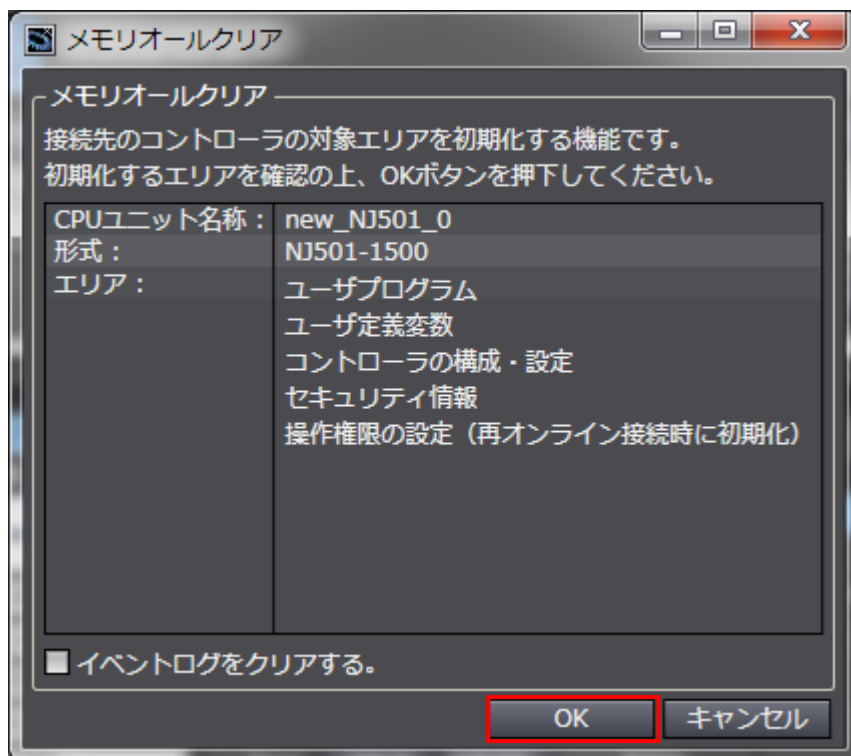 メモリオールクリア
メモリオールクリア
接続先のコントローラの対象エリアを初期化する機能です。
初期化するエリアを確認の上、OKボタンを押下してください。
CPUユニット名称： new_NJ501_0
形式： NJ501-1500
エリア： ユーザプログラム
ユーザ定義変数
コントローラの構成・設定
セキュリティ情報
操作権限の設定（再オンライン接続時に初期化）
イベントログをクリアする。
OK キャンセル